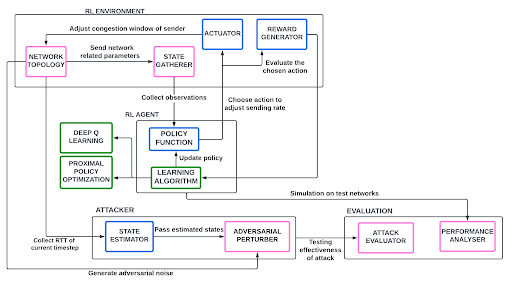 RL ENVIRONMENT
Adjust congestion window of sender
ACTUATOR
REWARD
GENERATOR
Send network
related parameters
NETWORK
TOPOLOGY
STATE
GATHERER
Evaluate the
chosen action
Collect observations
Choose action to
adjust sending rate
RL AGENT
DEEP Q
LEARNING
POLICY
FUNCTION
Update policy
PROXIMAL
POLICY
OPTIMIZATION
LEARNING
ALGORITHM
Simulation on test networks
ATTACKER
EVALUATION
Collect RTT of
current timestep
STATE
ESTIMATOR
Pass estimated states
ADVERSARIAL
PERTURBER
Testing
effectiveness
of attack
ATTACK
EVALUATOR
PERFORMANCE
ANALYSER
Generate adversarial noise